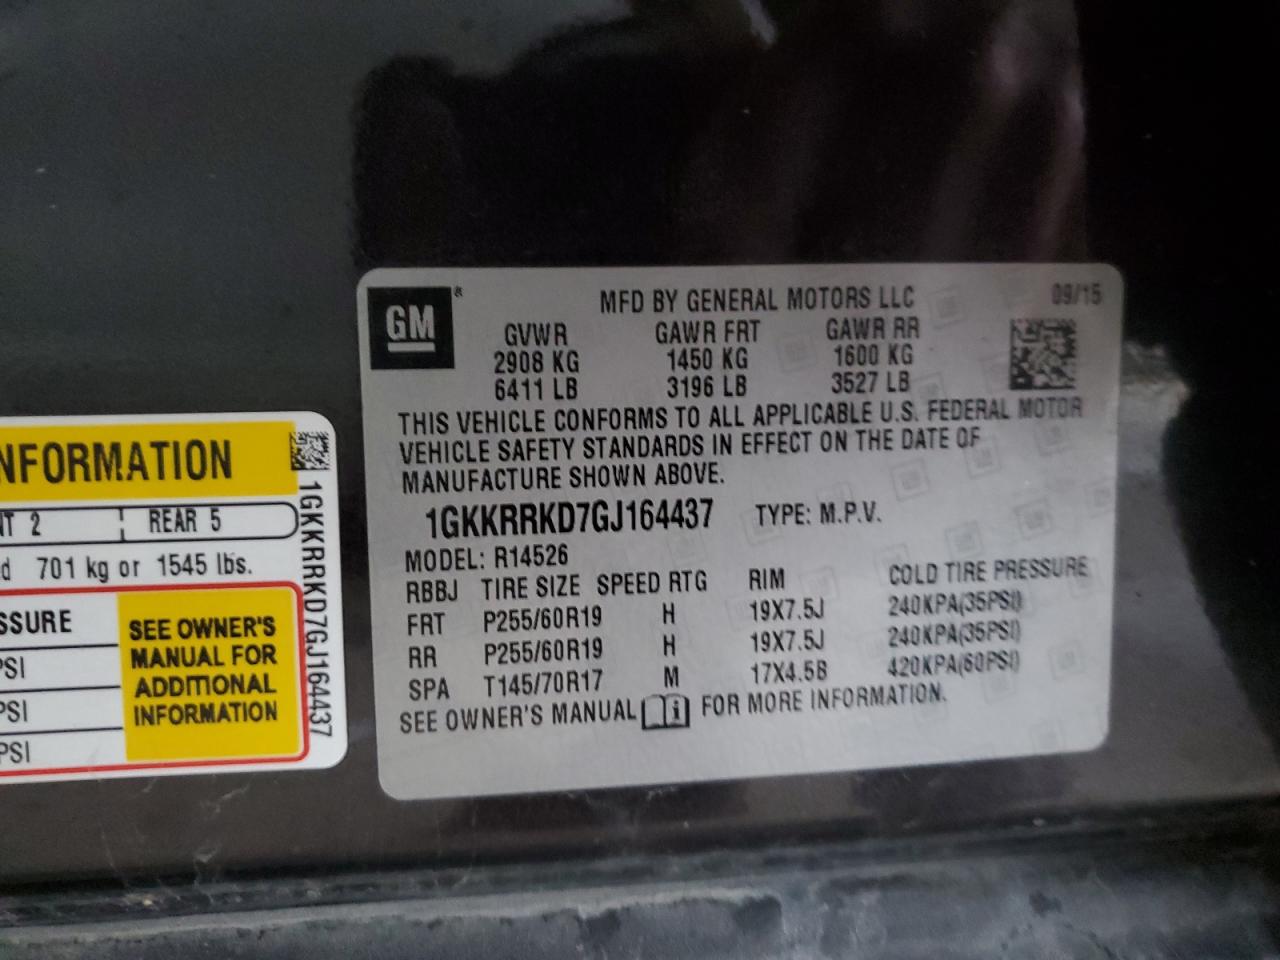 GM
®
MFD BY GENERAL MOTORS LLC
09/15
GVWR GAWR FRT GAWR RR
2908 KG 1450 KG 1600 KG
6411 LB 3196 LB 3527 LB
THIS VEHICLE CONFORMS TO ALL APPLICABLE U.S. FEDERAL MOTOR
VEHICLE SAFETY STANDARDS IN EFFECT ON THE DATE OF
MANUFACTURE SHOWN ABOVE.
1GKKRRKD7GJ164437 TYPE: M.P.V.
MODEL: R14526
RBBJ TIRE SIZE SPEED RTG RIM COLD TIRE PRESSURE
FRT P255/60R19 H 19X7.5J 240KPA(35PSI)
RR P255/60R19 H 19X7.5J 240KPA(35PSI)
SPA T145/70R17 M 17X4.5B 420KPA(60PSI)
SEE OWNER'S MANUAL i FOR MORE INFORMATION.
NFORMATION
NT 2 REAR 5
d 701 kg or 1545 lbs.
SSURE
PSI
PSI
PSI
SEE OWNER'S
MANUAL FOR
ADDITIONAL
INFORMATION
1GKKRRKD7GJ164437